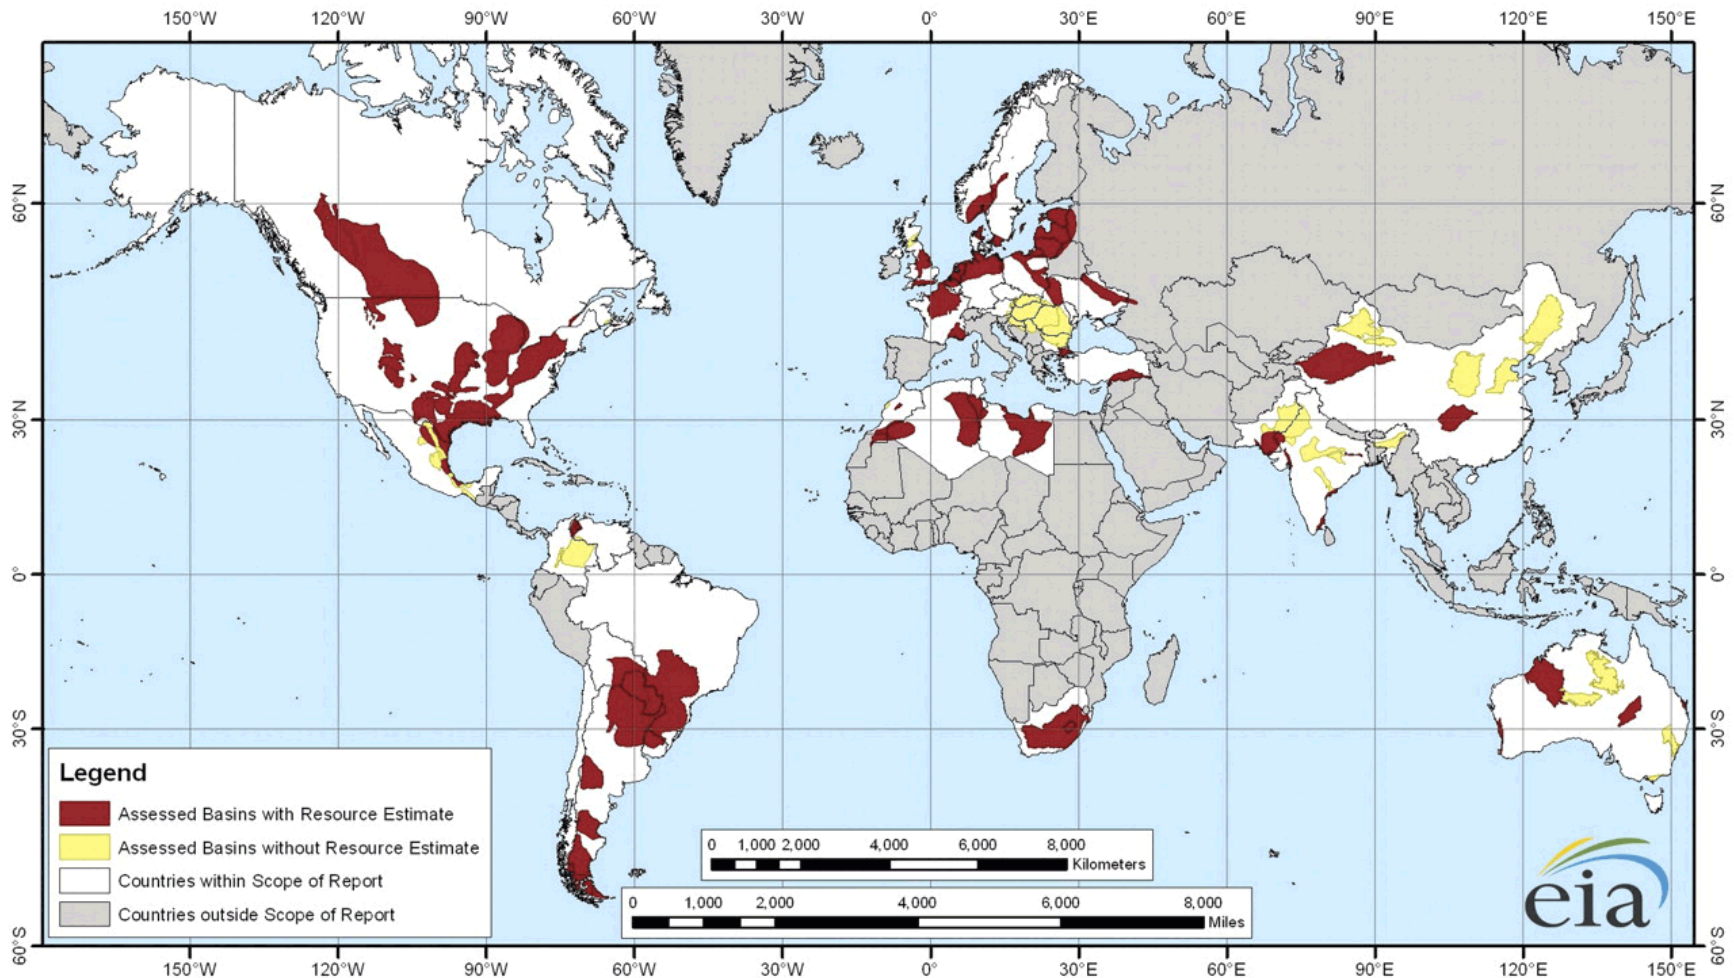 150°W 120°W 90°W 60°W 30°W 0° 30°E 60°E 90°E 120°E 150°E
60°N 60°N
30°N 30°N
0° 0°
30°S 30°S
60°S 60°S
Legend
Assessed Basins with Resource Estimate
Assessed Basins without Resource Estimate
Countries within Scope of Report
Countries outside Scope of Report
0 1,000 2,000 4,000 6,000 8,000
Kilometers
0 1,000 2,000 4,000 6,000 8,000
Miles
eia
150°W 120°W 90°W 60°W 30°W 0° 30°E 60°E 90°E 120°E 150°E